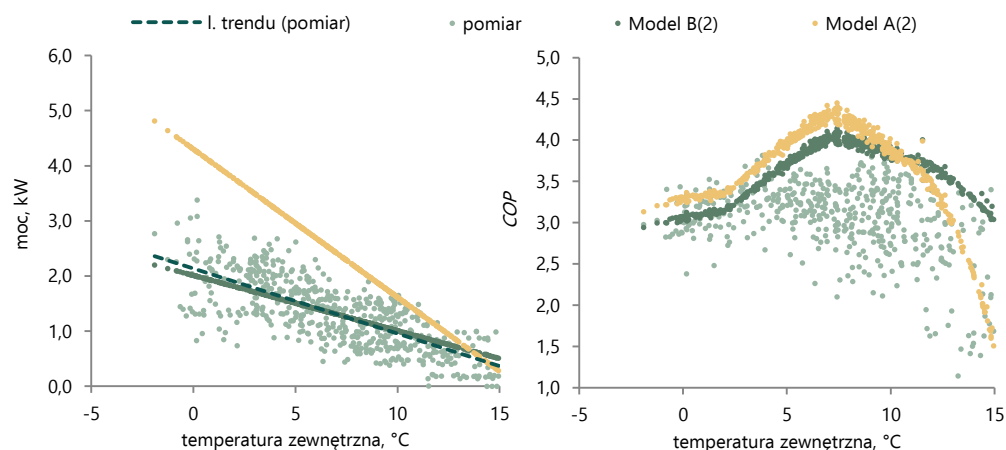 l. trendu (pomiar) pomiar Model B(2) Model A(2)
moc, kW
6,0
5,0
4,0
3,0
2,0
1,0
0,0
-5 0 5 10 15
temperatura zewnętrzna, °C
COP
5,0
4,5
4,0
3,5
3,0
2,5
2,0
1,5
1,0
-5 0 5 10 15
temperatura zewnętrzna, °C